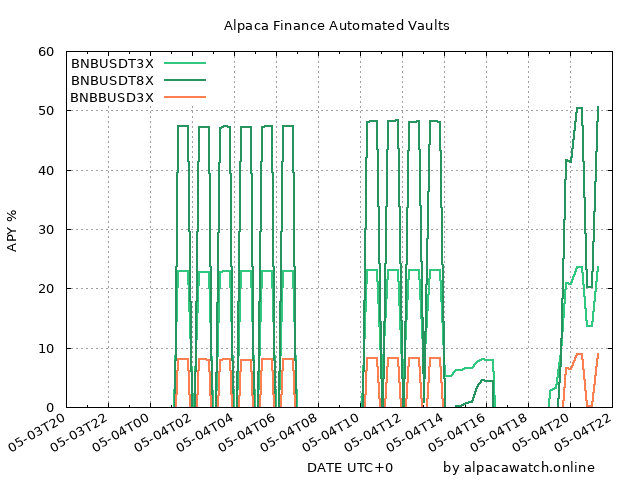 Alpaca Finance Automated Vaults
60
50
40
30
20
10
0
APY %
BNBUSDT3X
BNBUSDT8X
BNBBUSD3X
05-03T20
05-03T22
05-04T00
05-04T02
05-04T04
05-04T06
05-04T08
05-04T10
05-04T12
05-04T14
05-04T16
05-04T18
05-04T20
05-04T22
DATE UTC+0
by alpacawatch.online